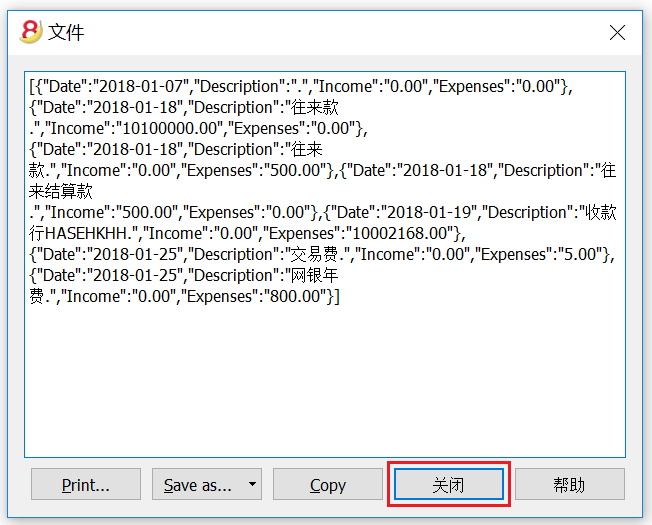 文件
[{"Date":"2018-01-07","Description":".","Income":"0.00","Expenses":"0.00"},
{"Date":"2018-01-18","Description":"往来款
.","Income":"10100000.00","Expenses":"0.00"},
{"Date":"2018-01-18","Description":"往来
款.","Income":"0.00","Expenses":"500.00"},{"Date":"2018-01-18","Description":"往
来结算款
.","Income":"500.00","Expenses":"0.00"},{"Date":"2018-01-19","Description":"收款
行HASEHKHH.","Income":"0.00","Expenses":"10002168.00"},
{"Date":"2018-01-25","Description":"交易费.","Income":"0.00","Expenses":"5.00"},
{"Date":"2018-01-25","Description":"网银年
费.","Income":"0.00","Expenses":"800.00"}]
Print... Save as... Copy 关闭 帮助